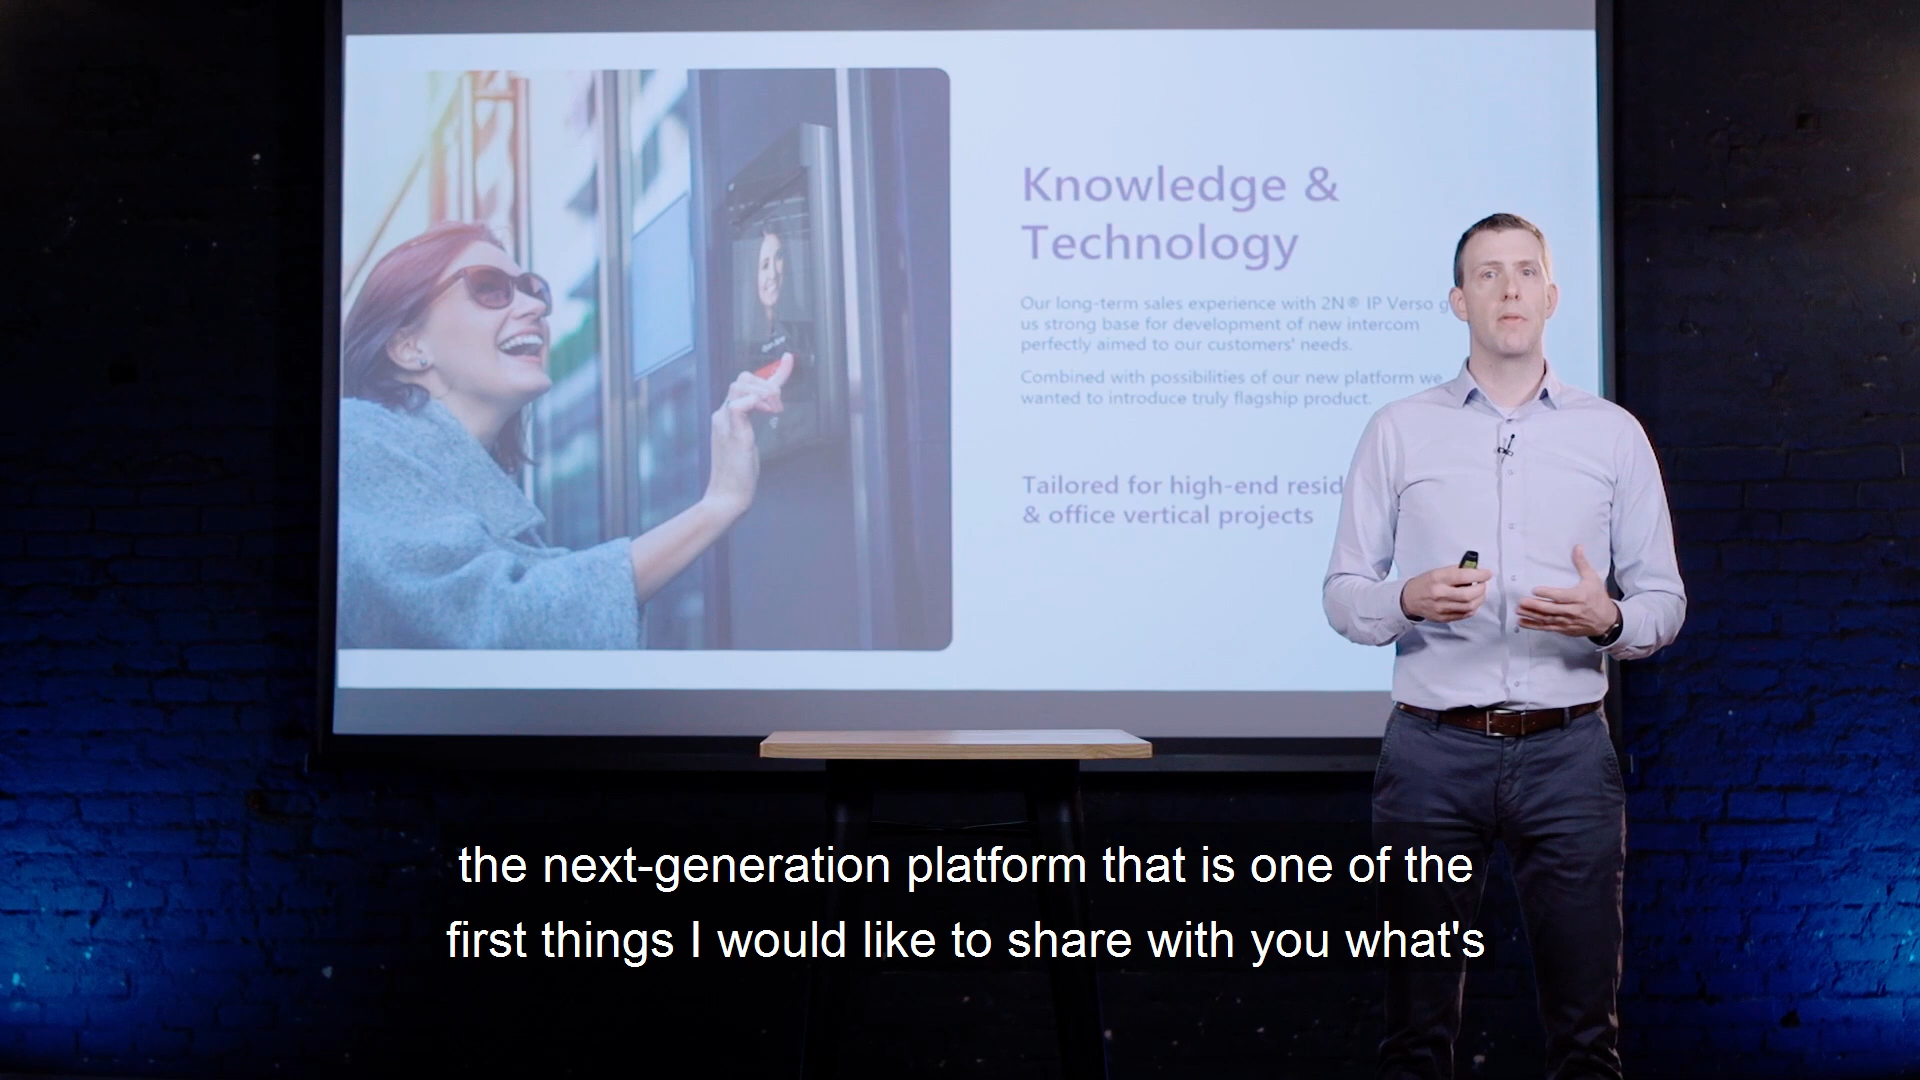 Knowledge &
Technology
Our long-term sales experience with 2N® IP Verso
us strong base for development of new intercom
perfectly aimed to our customers' needs.
Combined with possibilities of our new platform we
wanted to introduce truly flagship product.
Tailored for high-end
& office vertical projects
the next-generation platform that is one of the
first things I would like to share with you what's